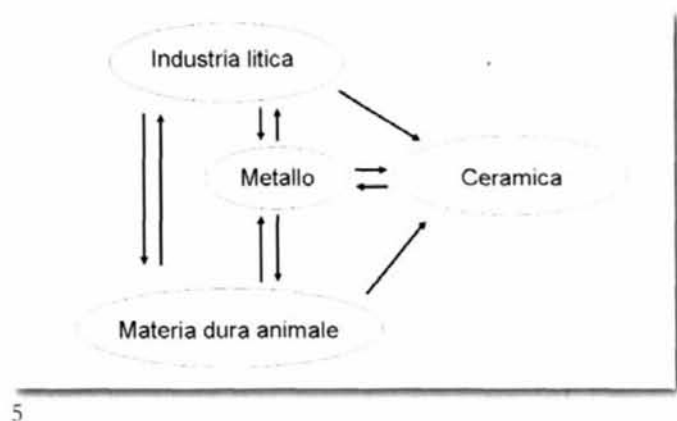 Industria litica
Metallo
Ceramica
Materia dura animale
5